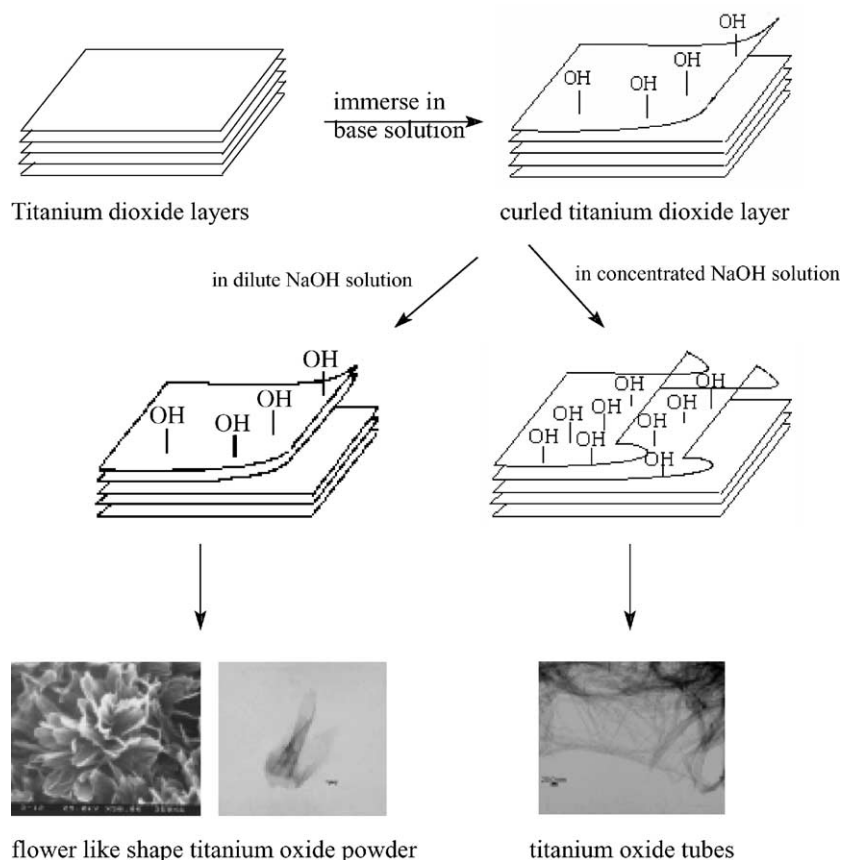 OH
OH
OH
OH
immerse in
base solution
Titanium dioxide layers
curled titanium dioxide layer
in dilute NaOH solution
in concentrated NaOH solution
OH
OH
OH
OH
OH
OH
OH
OH
OH
OH
OH
OH
OH
flower like shape titanium oxide powder
titanium oxide tubes